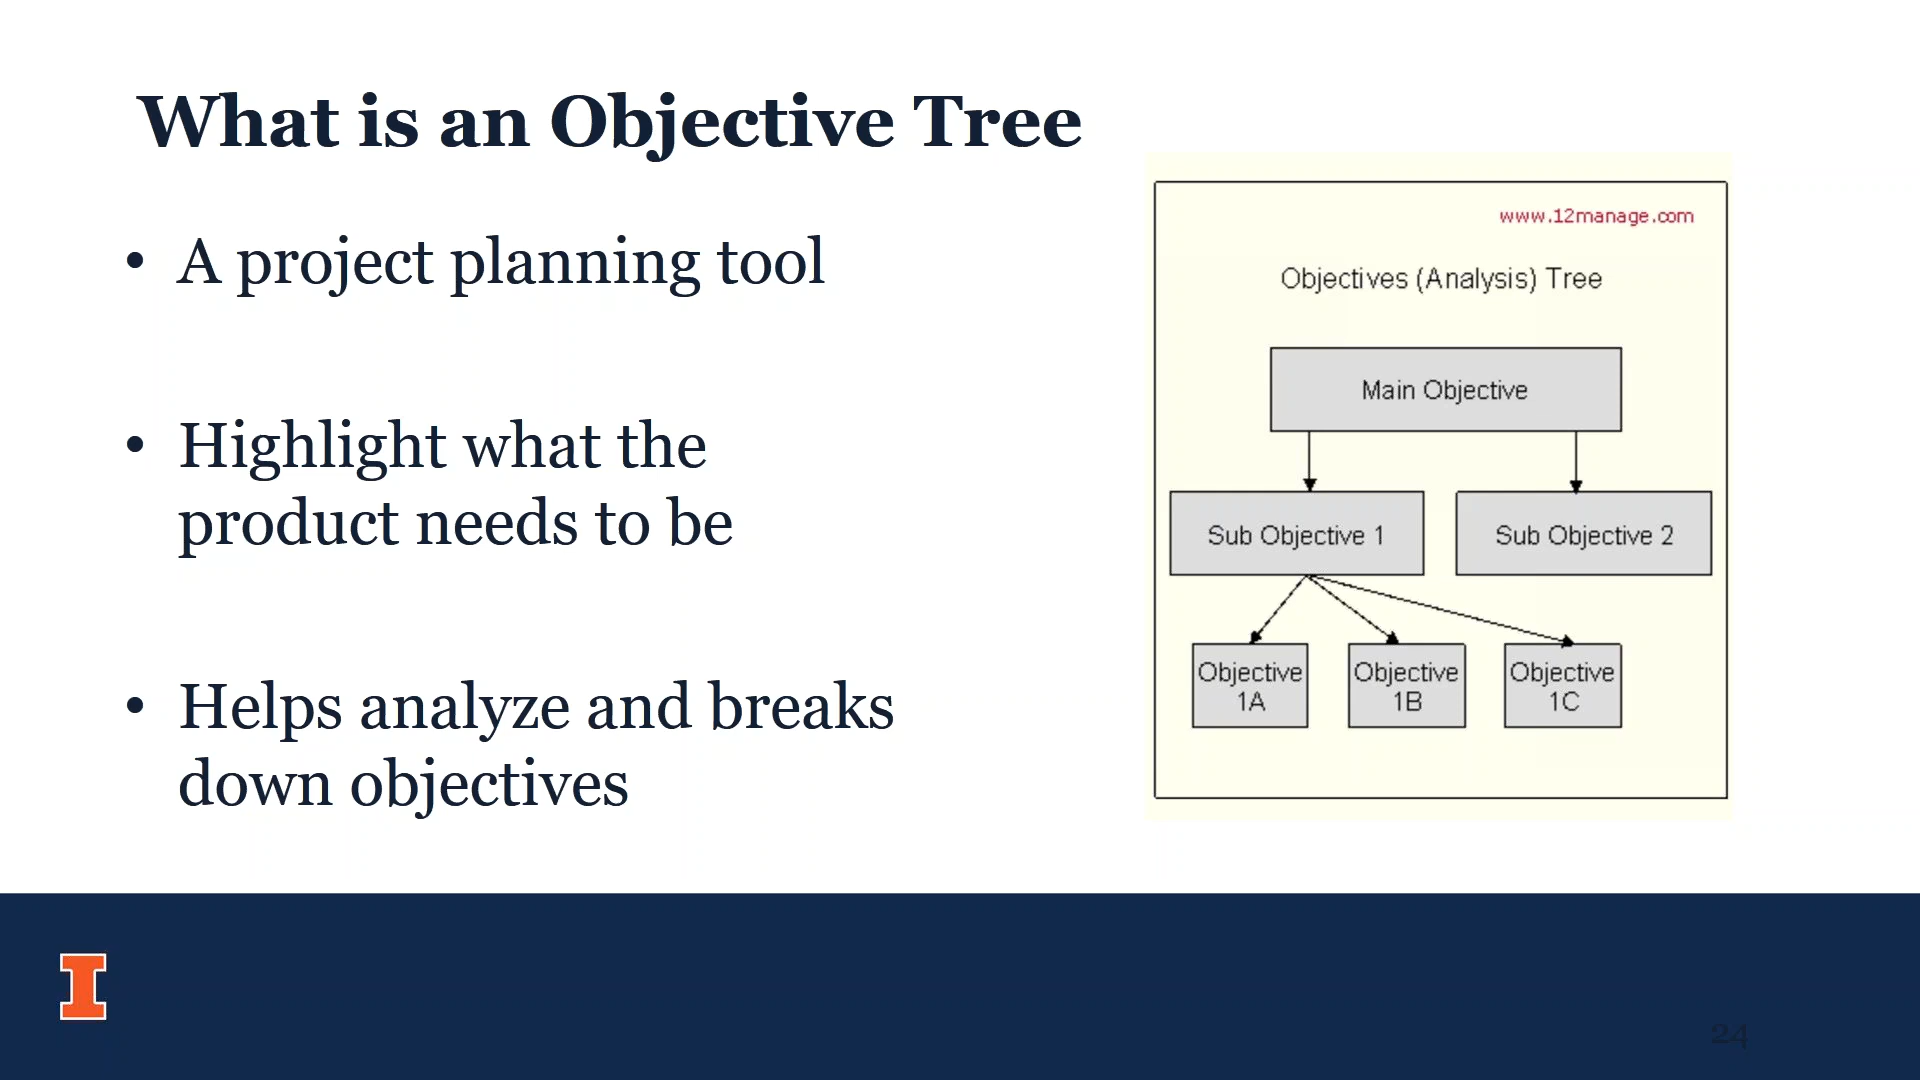 What is an Objective Tree
• A project planning tool
• Highlight what the
product needs to be
• Helps analyze and breaks
down objectives
www.12manage.com
Objectives (Analysis) Tree
Main Objective
Sub Objective 1
Sub Objective 2
Objective
1A
Objective
1B
Objective
1C
I
24